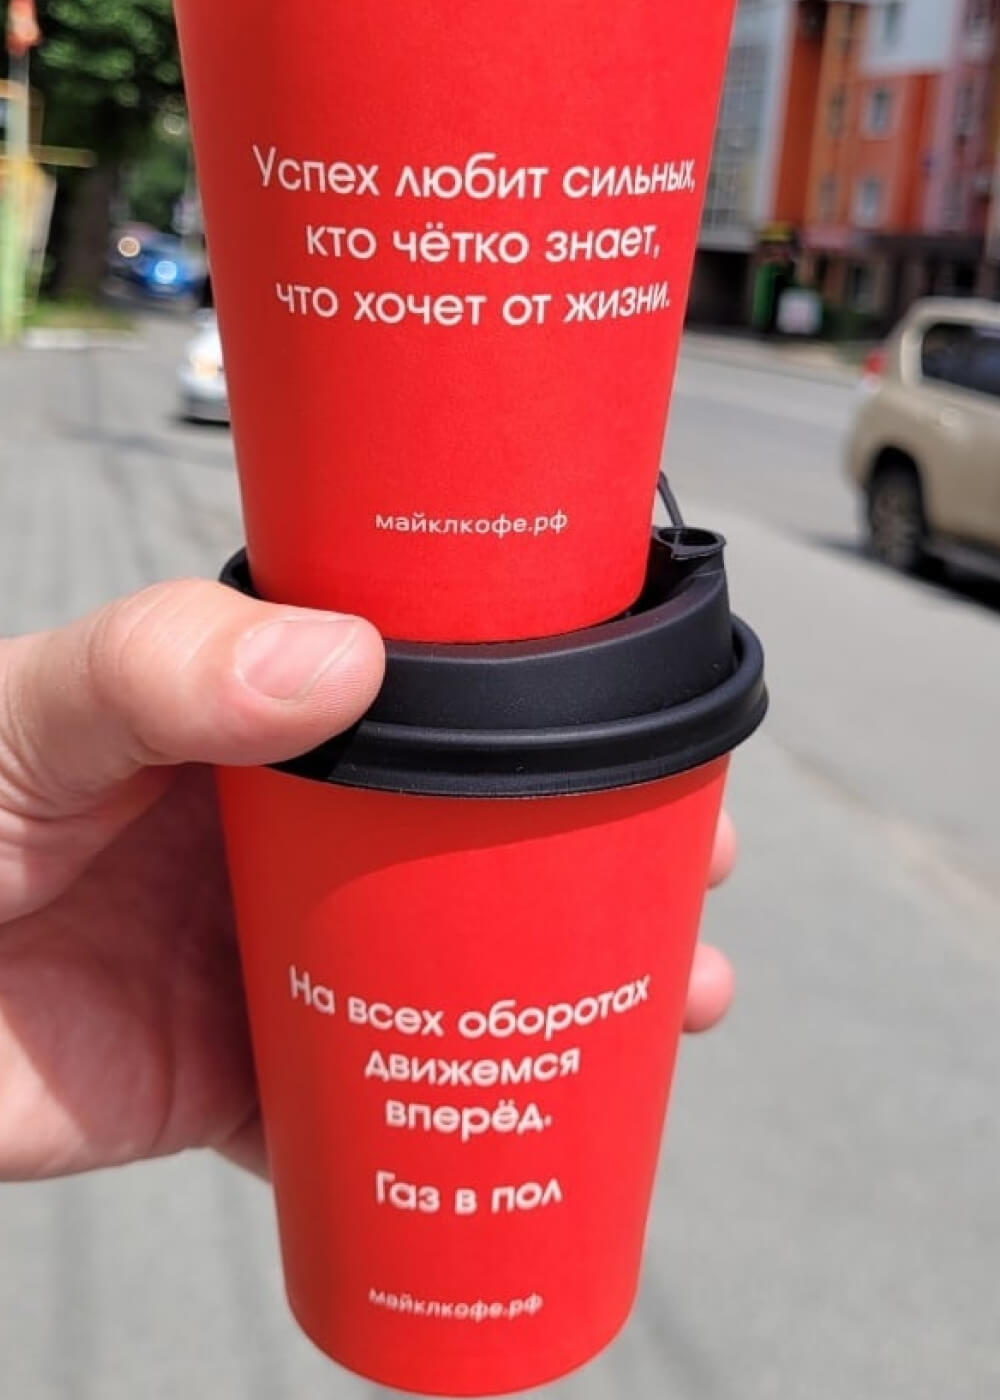 Успех любит сильных,
кто чётко знает,
что хочет от жизни.
майклкофе.рф
На всех оборотах
движемся
вперёд.
Газ в пол
майклкофе.рф